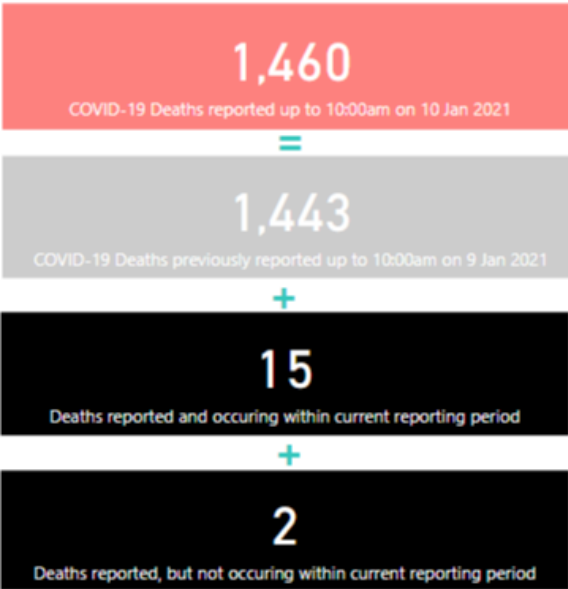 1,460
COVID-19 Deaths reported up to 10:00am on 10 Jan 2021
=
1,443
COVID-19 Deaths previously reported up to 10:00am on 9 Jan 2021
+
15
Deaths reported and occuring within current reporting period
+
2
Deaths reported, but not occuring within current reporting period